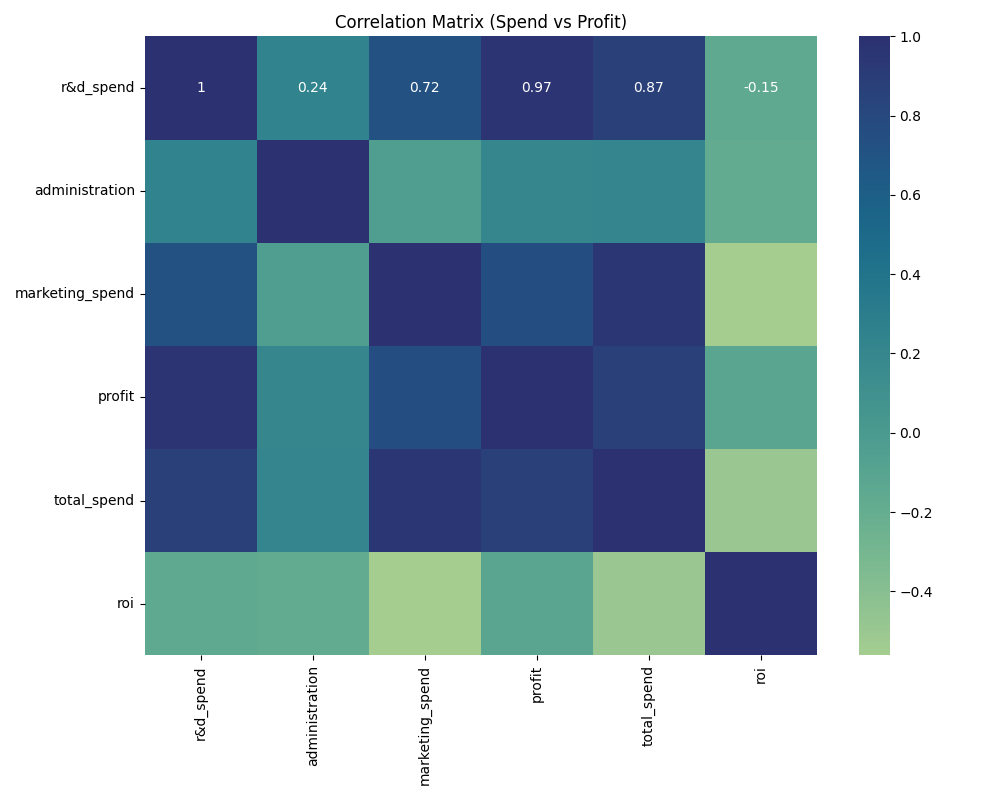 Correlation Matrix (Spend vs Profit)
r&d_spend
1 0.24 0.72 0.97 0.87 -0.15
administration
marketing_spend
profit
total_spend
roi
r&d_spend
administration
marketing_spend
profit
total_spend
roi
1.0
0.8
0.6
0.4
0.2
0.0
−0.2
−0.4